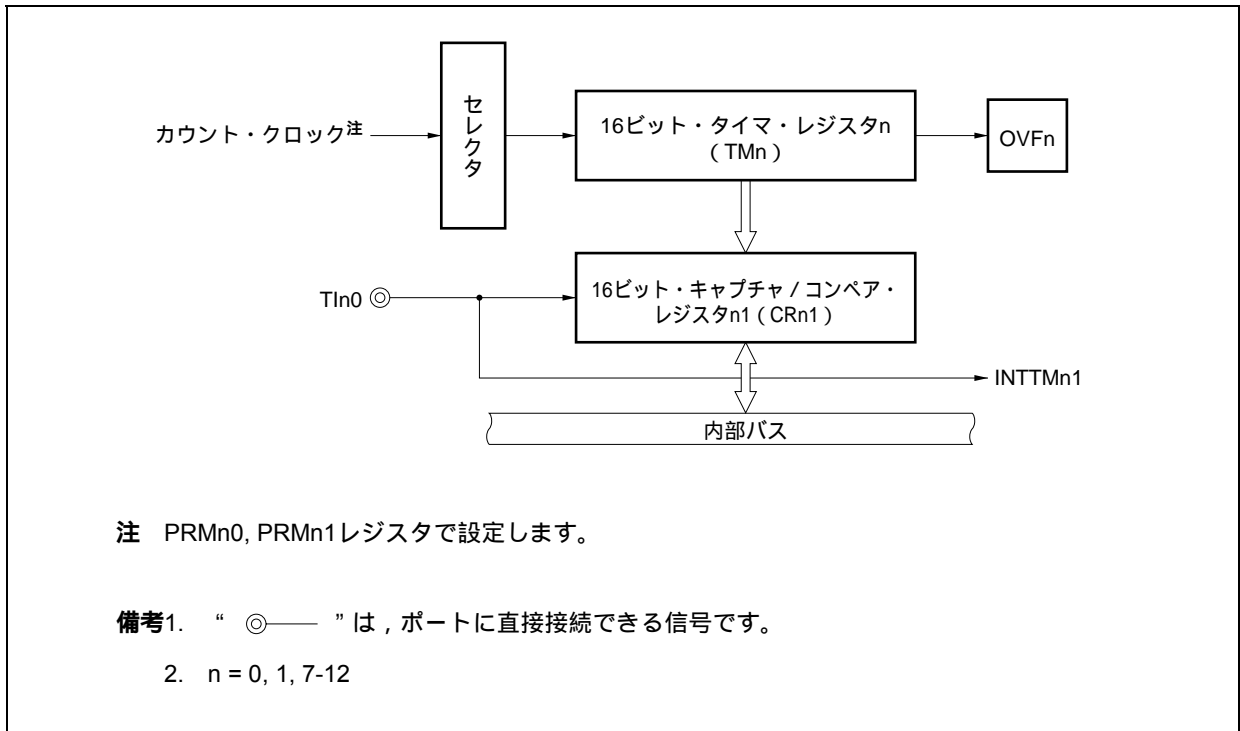 カウント・クロック注
セレクタ
16ビット・タイマ・レジスタn
（TMn）
OVFn
TIn0
16ビット・キャプチャ／コンペア・
レジスタn1（CRn1）
INTTMn1
内部バス
注 PRMn0, PRMn1レジスタで設定します。
備考1. “ ◎── ”は，ポートに直接接続できる信号です。
2. n = 0, 1, 7-12